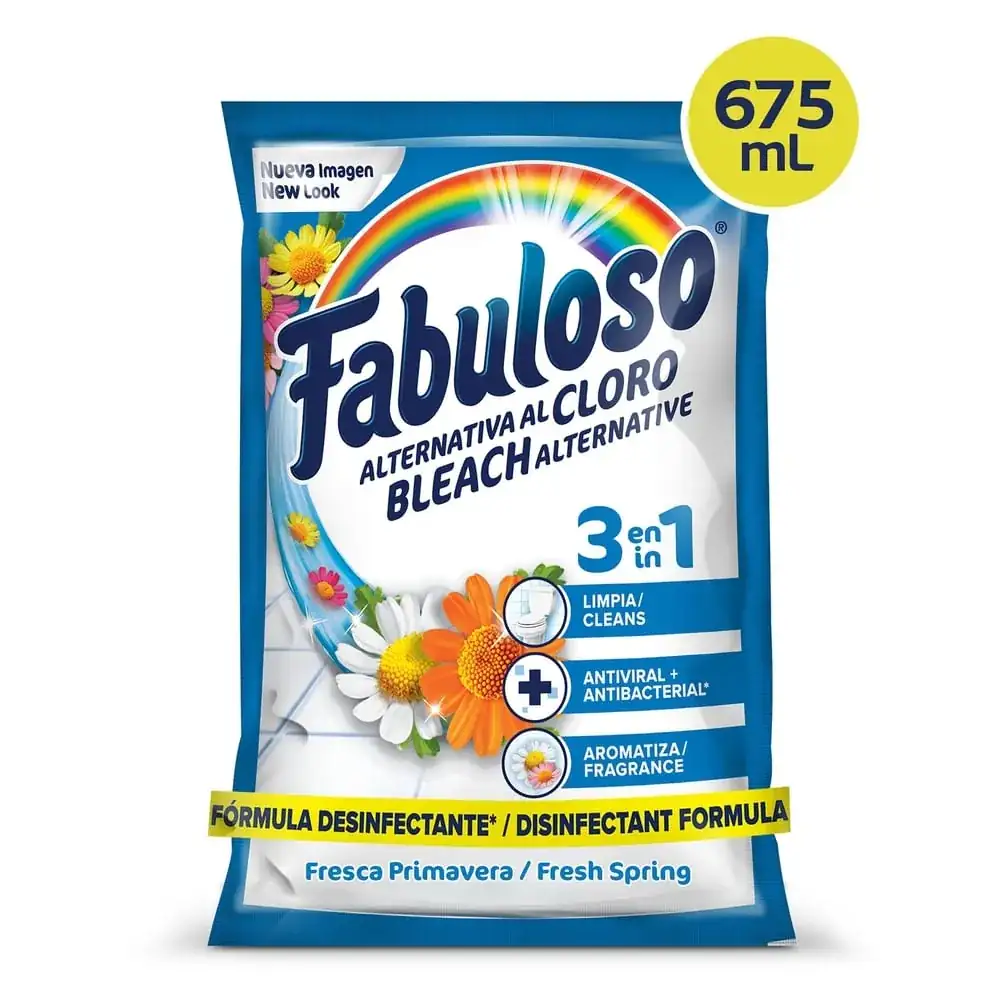 675
mL
Nueva Imagen
New Look
Fabuloso®
ALTERNATIVA AL CLORO
BLEACH ALTERNATIVE
3 en in 1
LIMPIA/
CLEANS
ANTIVIRAL +
ANTIBACTERIAL*
AROMATIZA/
FRAGRANCE
FÓRMULA DESINFECTANTE* / DISINFECTANT FORMULA
Fresca Primavera / Fresh Spring